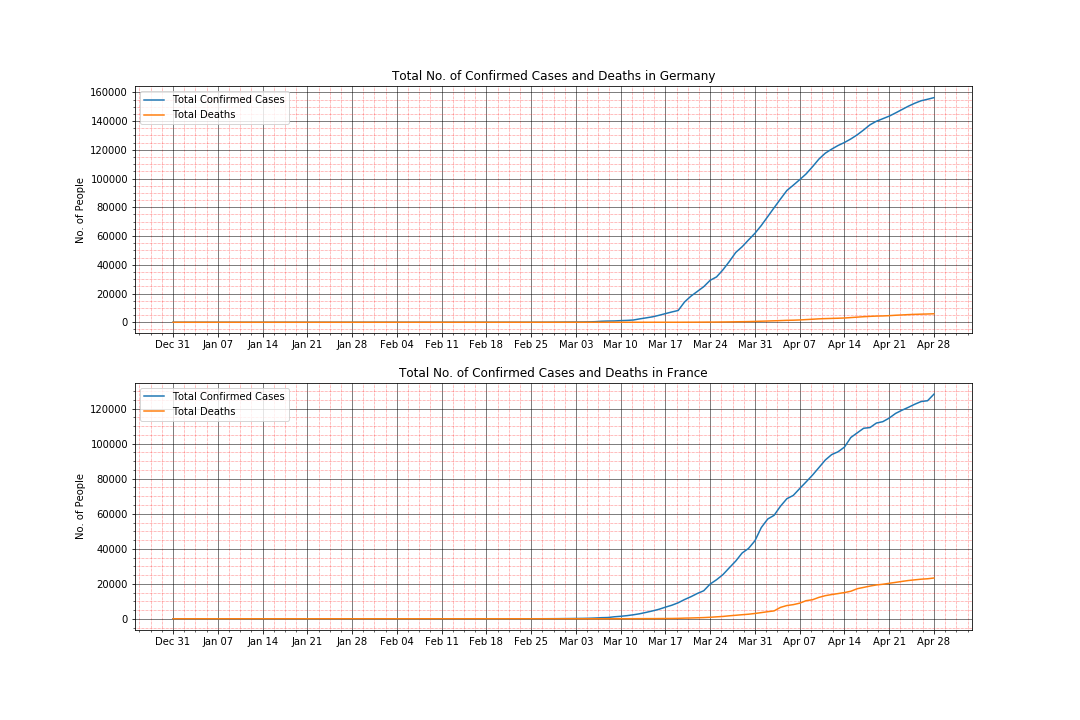 Total No. of Confirmed Cases and Deaths in Germany
160000
140000
120000
100000
80000
60000
40000
20000
0
No. of People
Total Confirmed Cases
Total Deaths
Dec 31 Jan 07 Jan 14 Jan 21 Jan 28 Feb 04 Feb 11 Feb 18 Feb 25 Mar 03 Mar 10 Mar 17 Mar 24 Mar 31 Apr 07 Apr 14 Apr 21 Apr 28
Total No. of Confirmed Cases and Deaths in France
120000
100000
80000
60000
40000
20000
0
No. of People
Total Confirmed Cases
Total Deaths
Dec 31 Jan 07 Jan 14 Jan 21 Jan 28 Feb 04 Feb 11 Feb 18 Feb 25 Mar 03 Mar 10 Mar 17 Mar 24 Mar 31 Apr 07 Apr 14 Apr 21 Apr 28